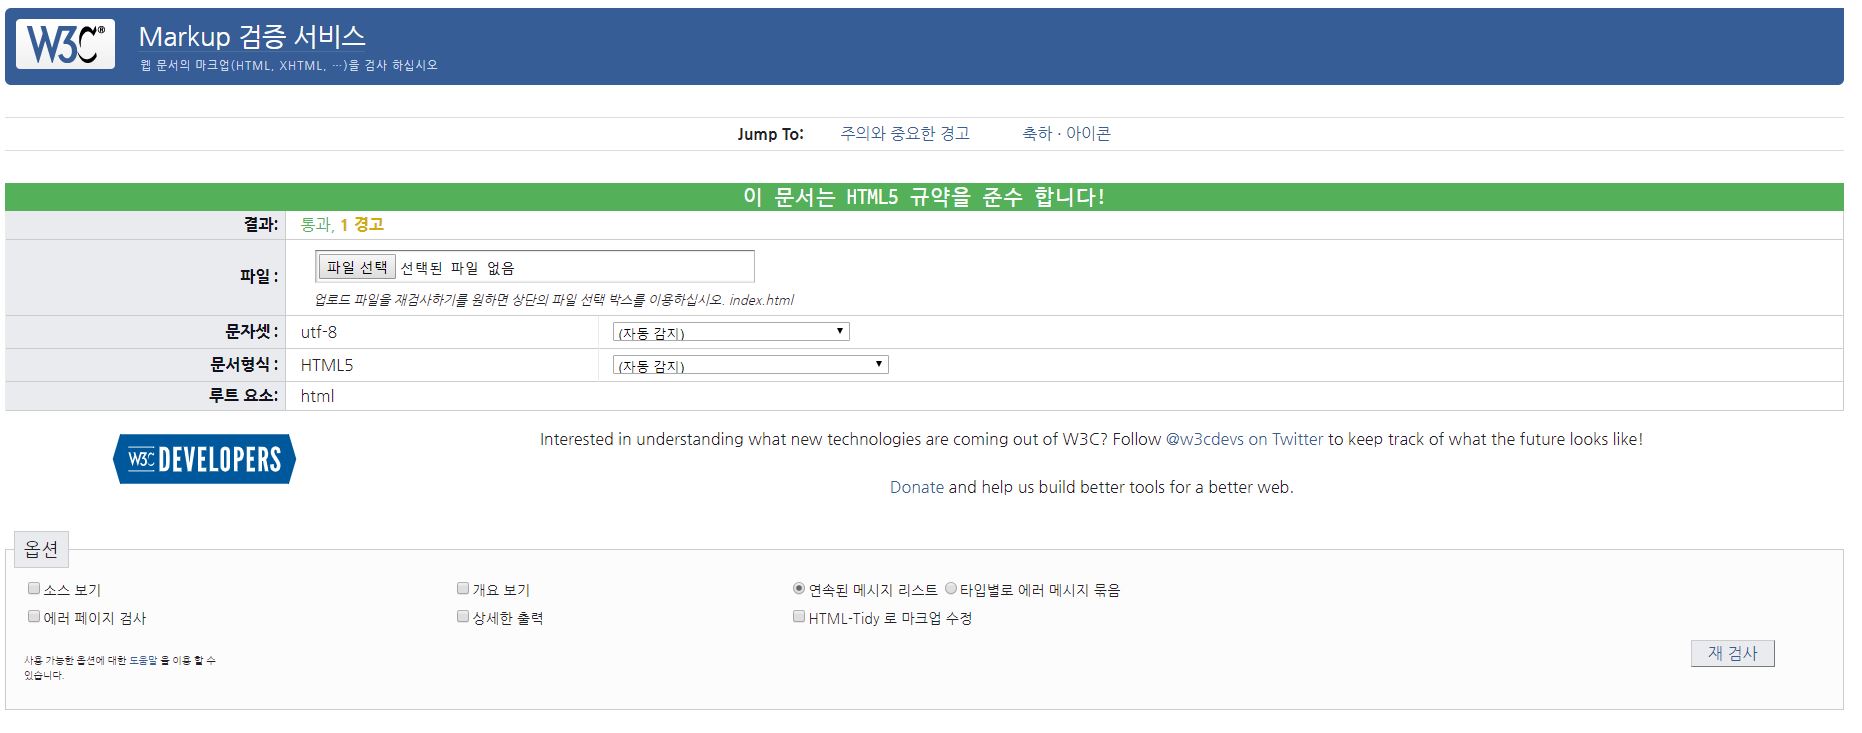 W3C®
Markup 검증 서비스
웹 문서의 마크업(HTML, XHTML, …)을 검사 하십시오
Jump To: 주의와 중요한 경고 축하 · 아이콘
이 문서는 HTML5 규약을 준수 합니다!
결과: 통과, 1 경고
파일 : 파일 선택 선택된 파일 없음
업로드 파일을 재검사하기를 원하면 상단의 파일 선택 박스를 이용하십시오. index.html
문자셋 : utf-8 (자동 감지)
문서형식 : HTML5 (자동 감지)
루트 요소: html
W3C DEVELOPERS
Interested in understanding what new technologies are coming out of W3C? Follow @w3cdevs on Twitter to keep track of what the future looks like!
Donate and help us build better tools for a better web.
옵션
소스 보기 개요 보기 연속된 메시지 리스트 타입별로 에러 메시지 묶음
에러 페이지 검사 상세한 출력 HTML-Tidy 로 마크업 수정
사용 가능한 옵션에 대한 도움말 을 이용 할 수
있습니다.
재 검사